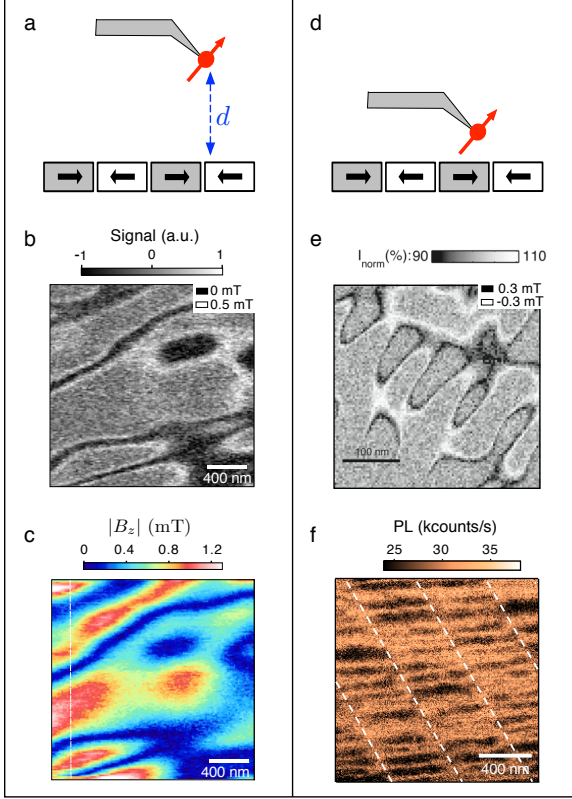 a
d
b
Signal (a.u.)
-1 0 1
0 mT
0.5 mT
400 nm
c
|B_z| (mT)
0 0.4 0.8 1.2
400 nm
d
e
I_norm (%): 90 110
0.3 mT
-0.3 mT
100 nm
f
PL (kcounts/s)
25 30 35
400 nm